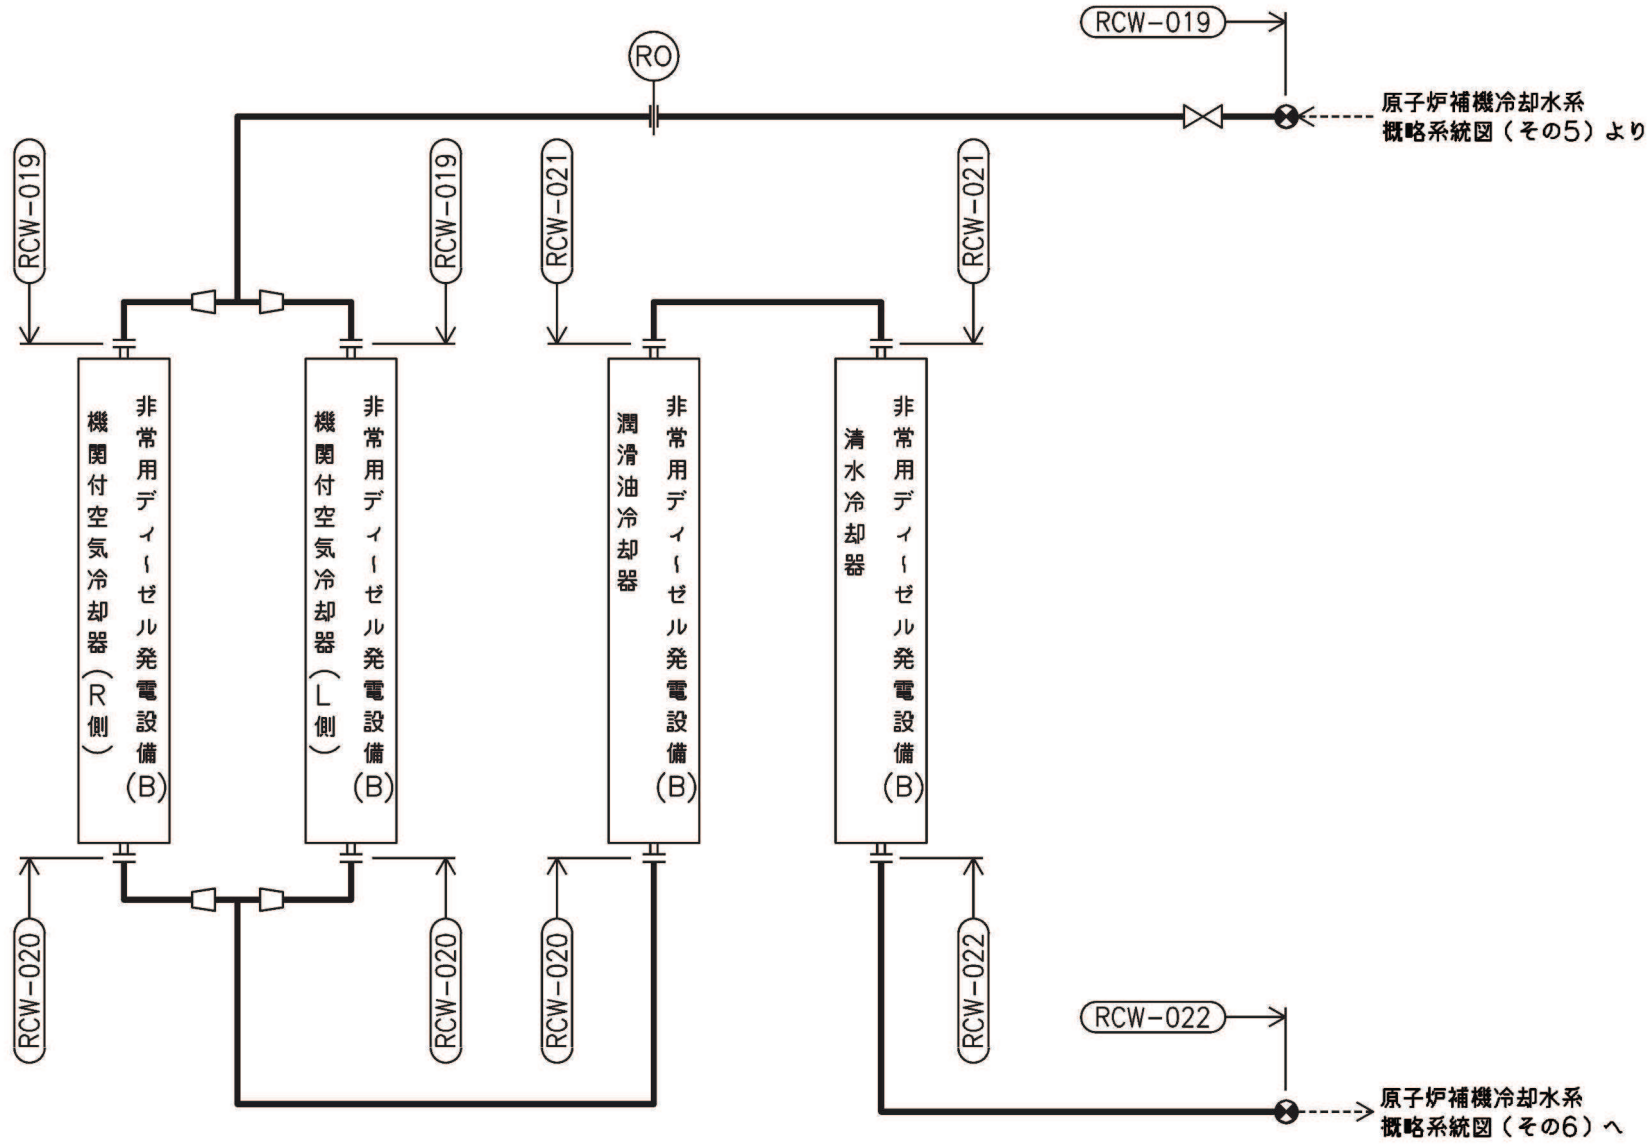 RCW-019
RO
原子炉補機冷却水系
概略系統図（その5）より
RCW-019
RCW-019
RCW-021
RCW-021
非常用ディーゼル発電設備(B)
機関付空気冷却器(R側)
非常用ディーゼル発電設備(B)
機関付空気冷却器(L側)
非常用ディーゼル発電設備(B)
潤滑油冷却器
非常用ディーゼル発電設備(B)
清水冷却器
RCW-020
RCW-020
RCW-020
RCW-022
RCW-022
原子炉補機冷却水系
概略系統図（その6）へ